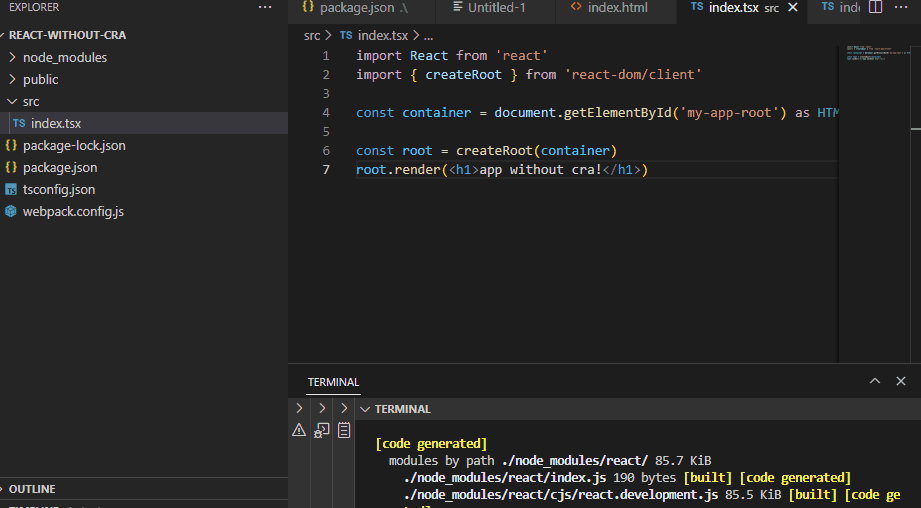 EXPLORER
REACT-WITHOUT-CRA
node_modules
public
src
TS index.tsx
{} package-lock.json
{} package.json
TS tsconfig.json
webpack.config.js
OUTLINE
{} package.json .\
Untitled-1
<> index.html
TS index.tsx src
TS ind
src > TS index.tsx > ...
1 import React from 'react'
2 import { createRoot } from 'react-dom/client'
3
4 const container = document.getElementById('my-app-root') as HTM
5
6 const root = createRoot(container)
7 root.render(<h1>app without cra!</h1>)
TERMINAL
TERMINAL
[code generated]
modules by path ./node_modules/react/ 85.7 KiB
./node_modules/react/index.js 190 bytes [built] [code generated]
./node_modules/react/cjs/react.development.js 85.5 KiB [built] [code ge